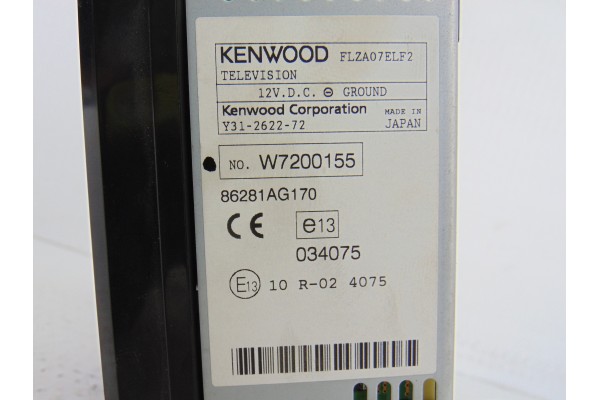 KENWOOD FLZA07ELF2
TELEVISION
12V.D.C. ⊖ GROUND
Kenwood Corporation MADE IN
Y31-2622-72 JAPAN
NO. W7200155
86281AG170
CE e13
034075
E13 10 R-02 4075